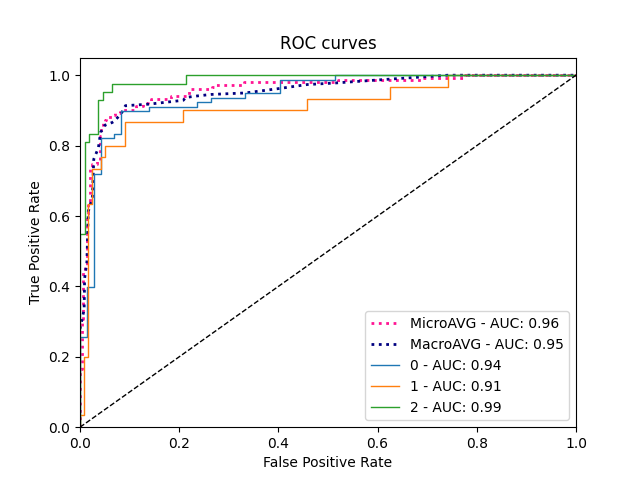 ROC curves
True Positive Rate
1.0
0.8
0.6
0.4
0.2
0.0
MicroAVG - AUC: 0.96
MacroAVG - AUC: 0.95
0 - AUC: 0.94
1 - AUC: 0.91
2 - AUC: 0.99
0.0 0.2 0.4 0.6 0.8 1.0
False Positive Rate